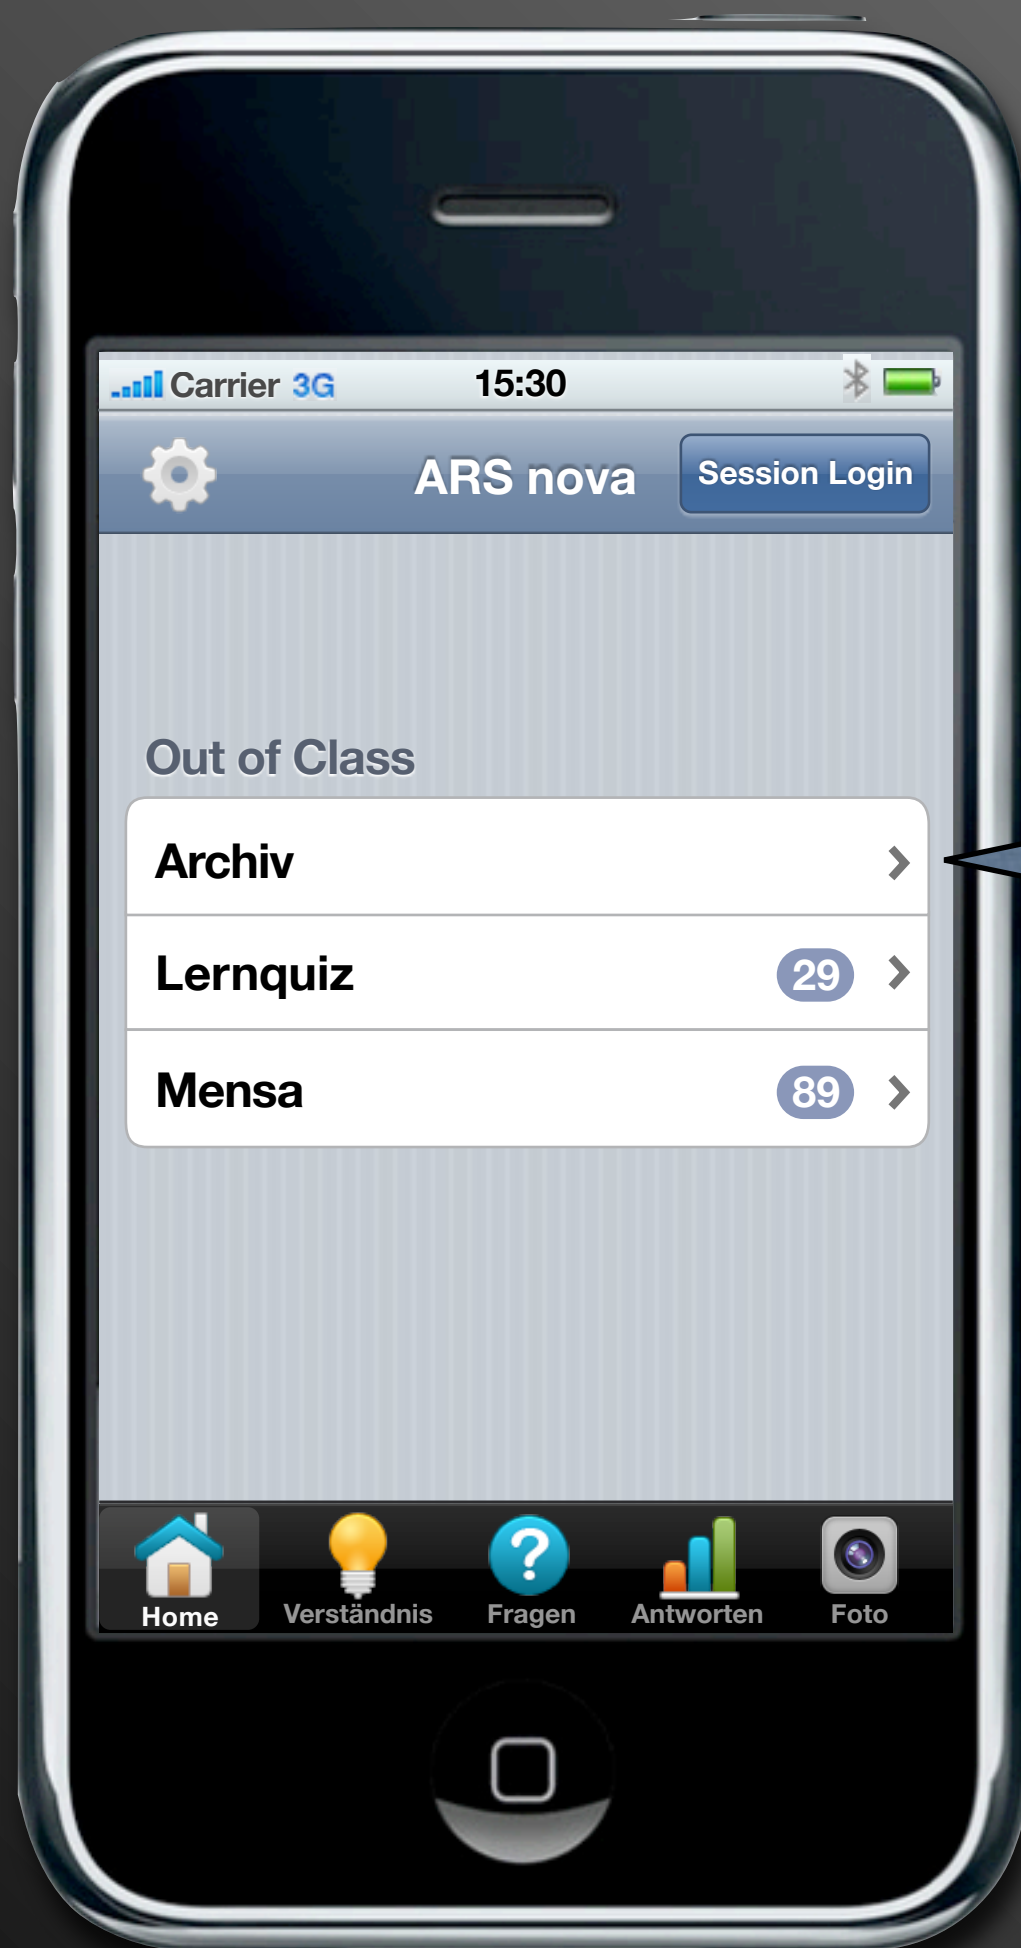 Carrier 3G 15:30
ARS nova Session Login
Out of Class
Archiv
Lernquiz 29
Mensa 89
Home Verständnis Fragen Antworten Foto